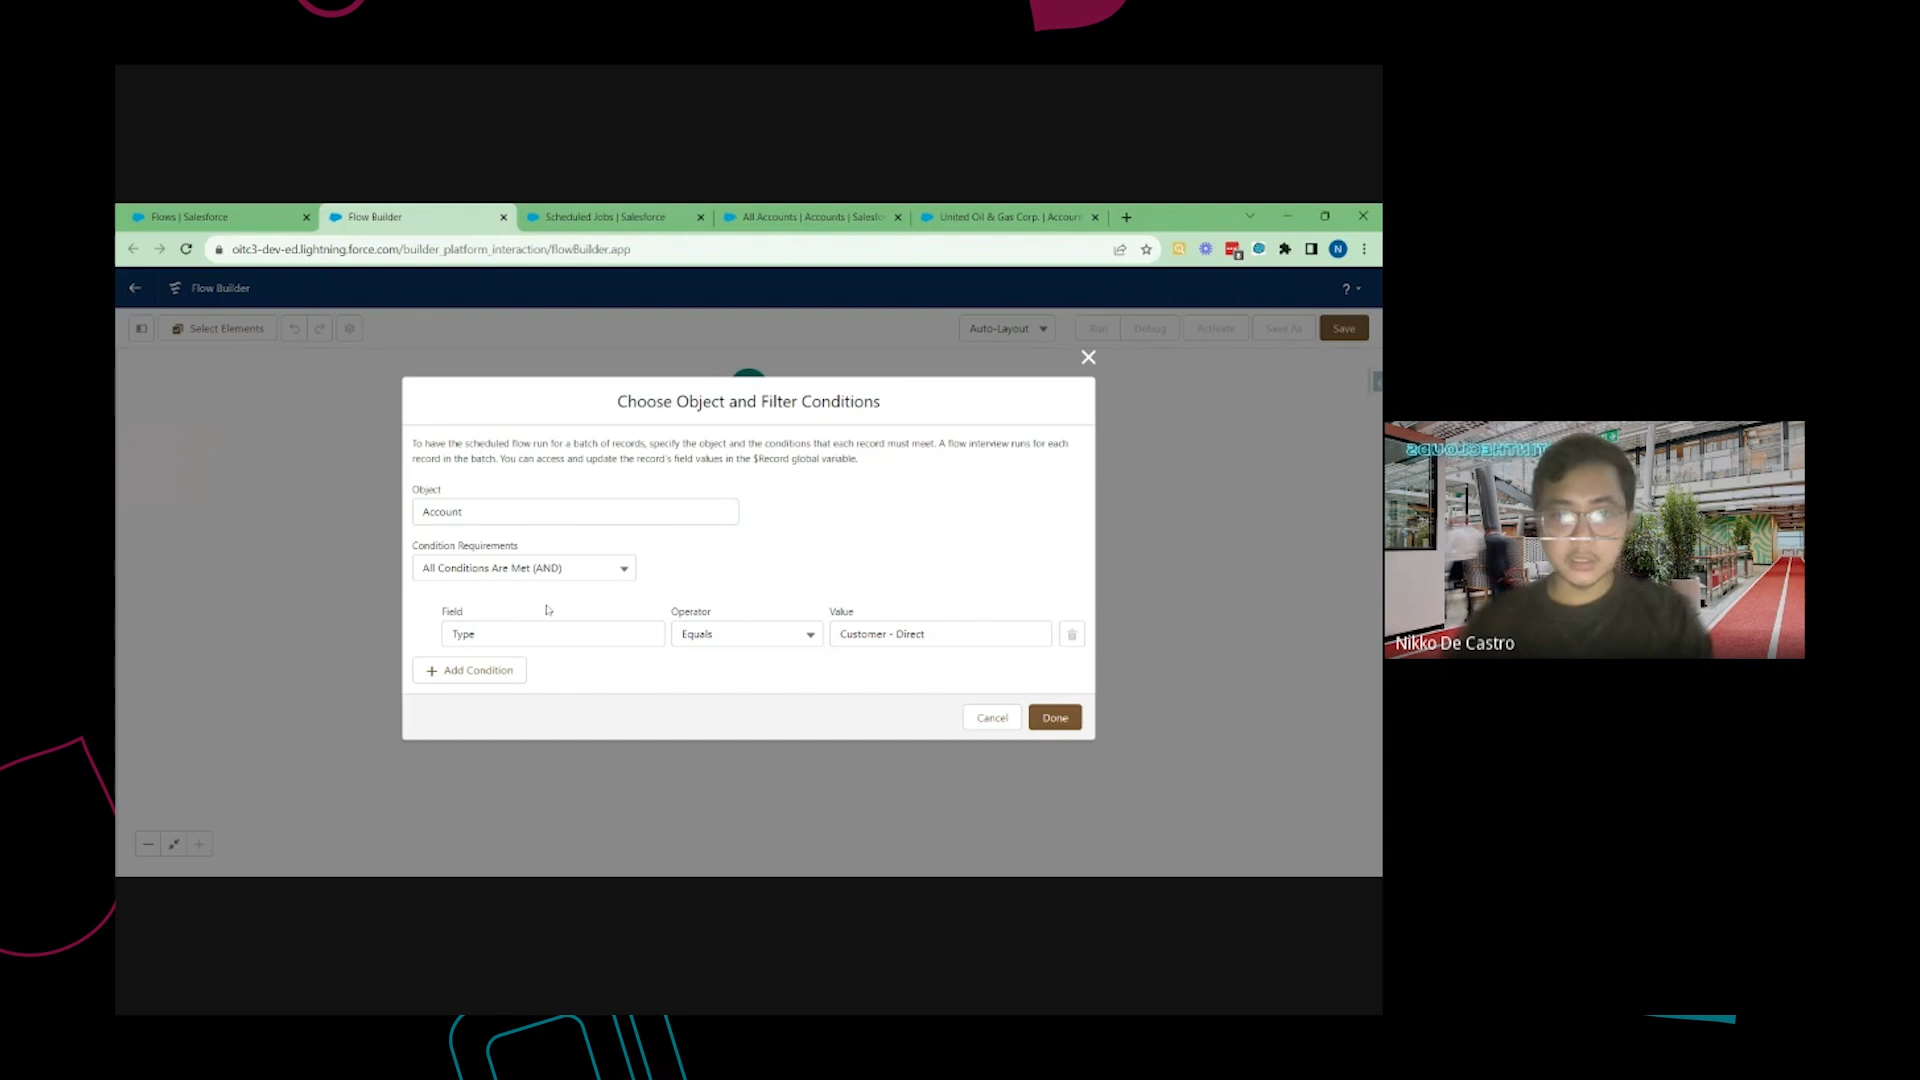 Flows | Salesforce
Flow Builder
Scheduled Jobs | Salesforce
All Accounts | Accounts | Salesfo
United Oil & Gas Corp. | Accoun
oitc3-dev-ed.lightning.force.com/builder_platform_interaction/flowBuilder.app
N
Flow Builder
?
Select Elements
Auto-Layout
Run
Debug
Activate
Save As
Save
Choose Object and Filter Conditions
To have the scheduled flow run for a batch of records, specify the object and the conditions that each record must meet. A flow interview runs for each
record in the batch. You can access and update the record's field values in the $Record global variable.
Object
Account
Condition Requirements
All Conditions Are Met (AND)
Field
Operator
Value
Type
Equals
Customer - Direct
+ Add Condition
Cancel
Done
Nikko De Castro